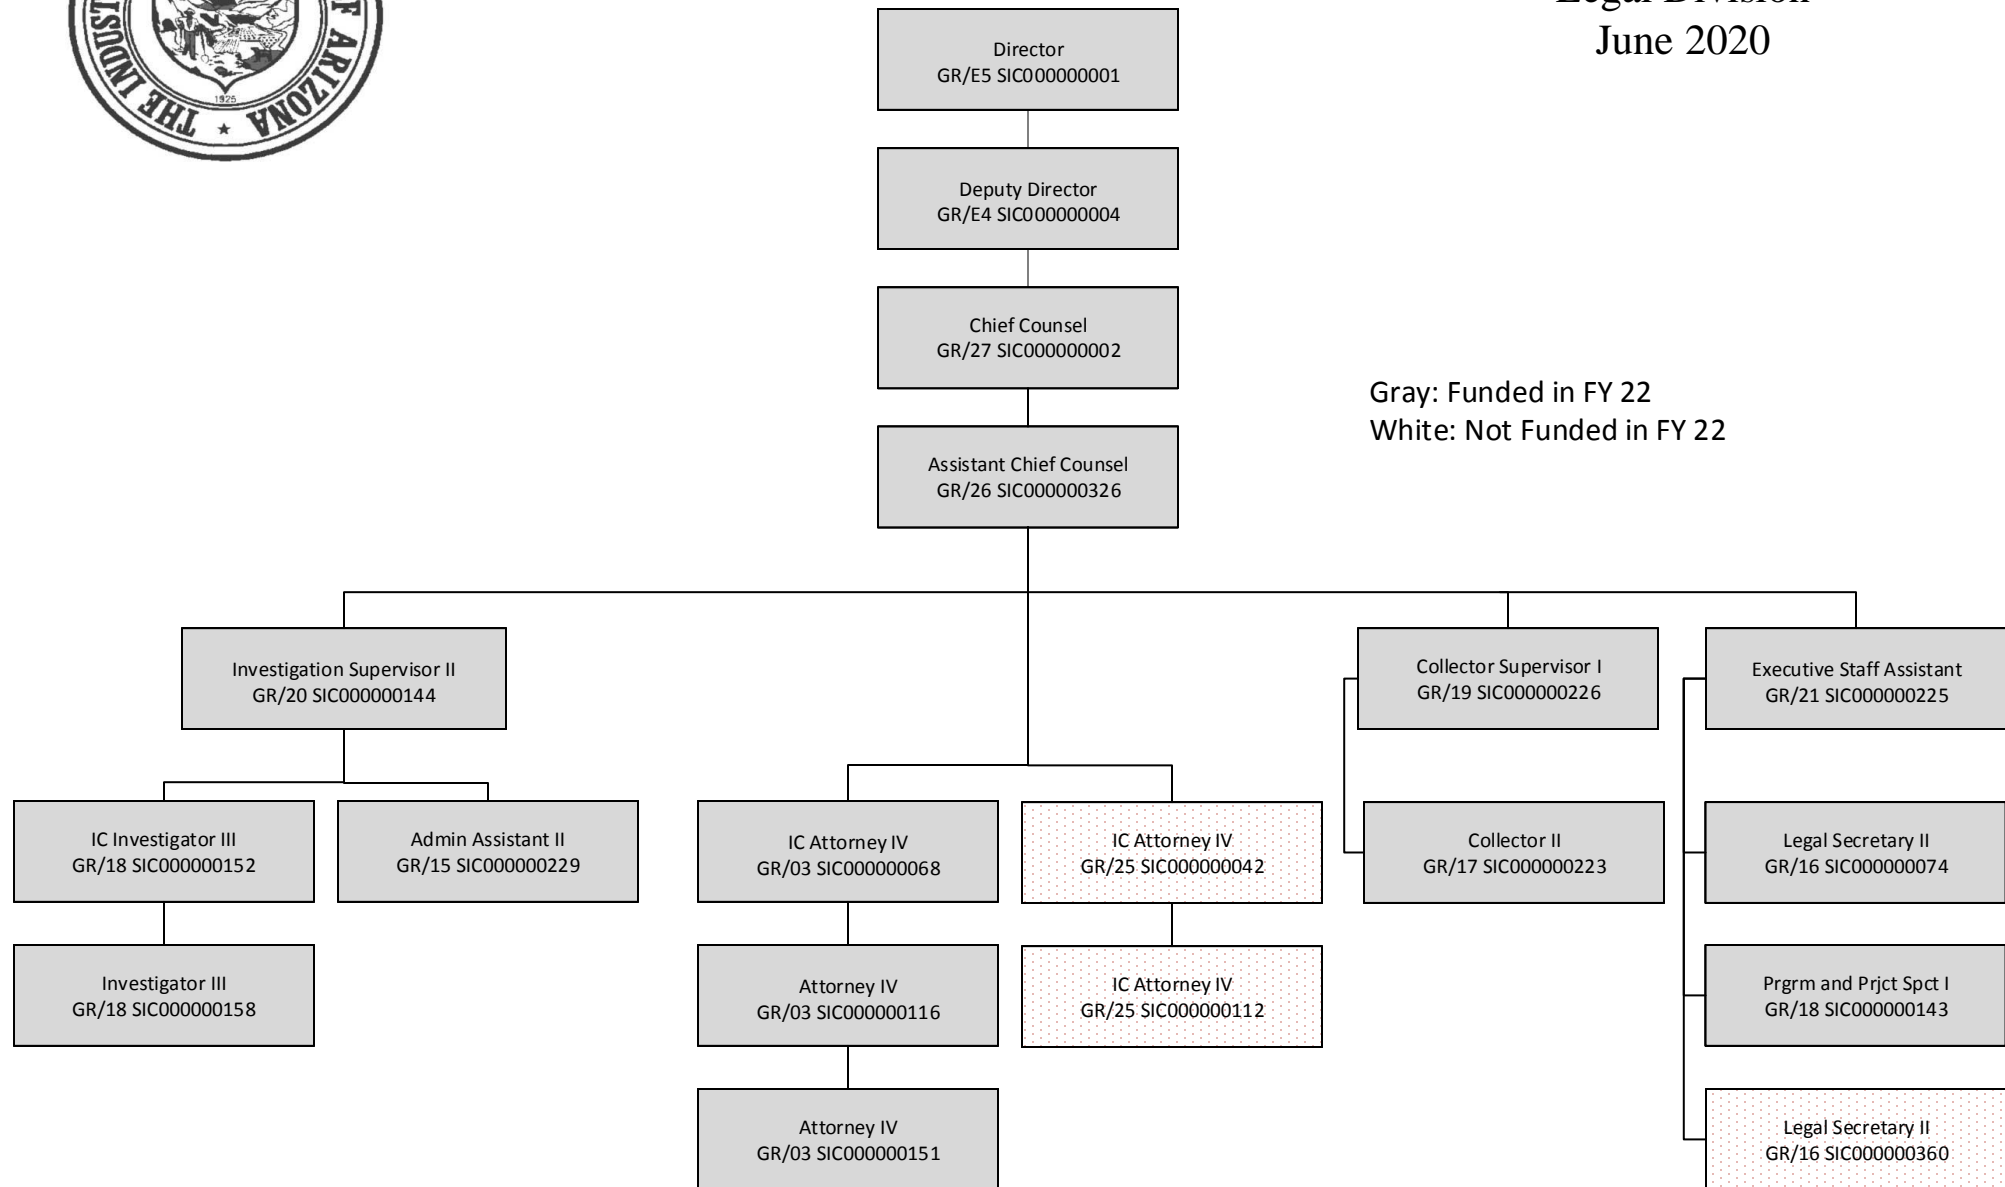 OF ARIZONA
THE INDUST
1925
Legal Division
June 2020
Director
GR/E5 SIC000000001
Deputy Director
GR/E4 SIC000000004
Chief Counsel
GR/27 SIC000000002
Gray: Funded in FY 22
White: Not Funded in FY 22
Assistant Chief Counsel
GR/26 SIC000000326
Investigation Supervisor II
GR/20 SIC000000144
Collector Supervisor I
GR/19 SIC000000226
Executive Staff Assistant
GR/21 SIC000000225
IC Investigator III
GR/18 SIC000000152
Admin Assistant II
GR/15 SIC000000229
IC Attorney IV
GR/03 SIC000000068
IC Attorney IV
GR/25 SIC000000042
Collector II
GR/17 SIC000000223
Legal Secretary II
GR/16 SIC000000074
Investigator III
GR/18 SIC000000158
Attorney IV
GR/03 SIC000000116
IC Attorney IV
GR/25 SIC000000112
Prgrm and Prjct Spct I
GR/18 SIC000000143
Attorney IV
GR/03 SIC000000151
Legal Secretary II
GR/16 SIC000000360